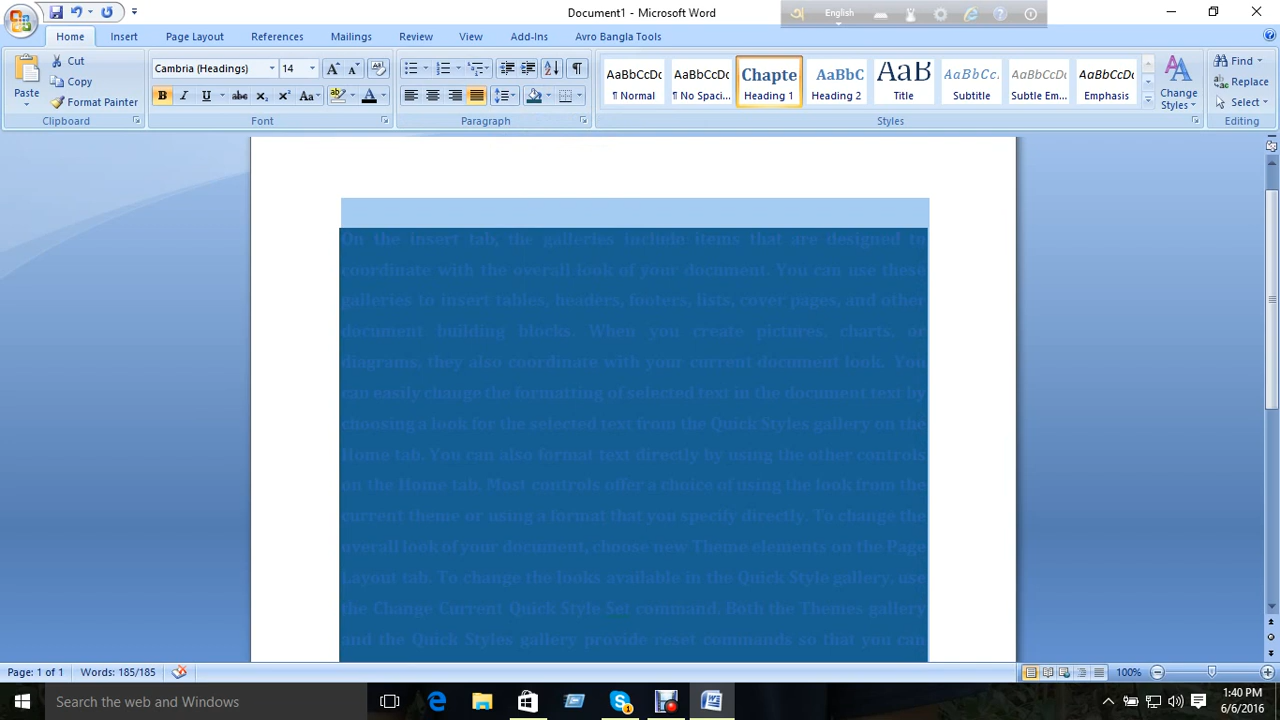 Document1 - Microsoft Word
English
Home Insert Page Layout References Mailings Review View Add-Ins Avro Bangla Tools
Paste
Cut
Copy
Format Painter
Clipboard
Cambria (Headings) 14
B I U abc x₂ x² Aa
Font
Paragraph
AaBbCcDc AaBbCcDc Chapte AaBbC AaB AaBbCc. AaBbCcDc AaBbCcDc
¶ Normal ¶ No Spaci... Heading 1 Heading 2 Title Subtitle Subtle Em... Emphasis
Change Styles
Styles
Find
Replace
Select
Editing
On the insert tab, the galleries include items that are designed to
coordinate with the overall look of your document. You can use these
galleries to insert tables, headers, footers, lists, cover pages, and other
document building blocks. When you create pictures, charts, or
diagrams, they also coordinate with your current document look. You
can easily change the formatting of selected text in the document text by
choosing a look for the selected text from the Quick Styles gallery on the
Home tab. You can also format text directly by using the other controls
on the Home tab. Most controls offer a choice of using the look from the
current theme or using a format that you specify directly. To change the
overall look of your document, choose new Theme elements on the Page
Layout tab. To change the looks available in the Quick Style gallery, use
the Change Current Quick Style Set command. Both the Themes gallery
and the Quick Styles gallery provide reset commands so that you can
Page: 1 of 1 Words: 185/185 100%
Search the web and Windows
1:40 PM
6/6/2016